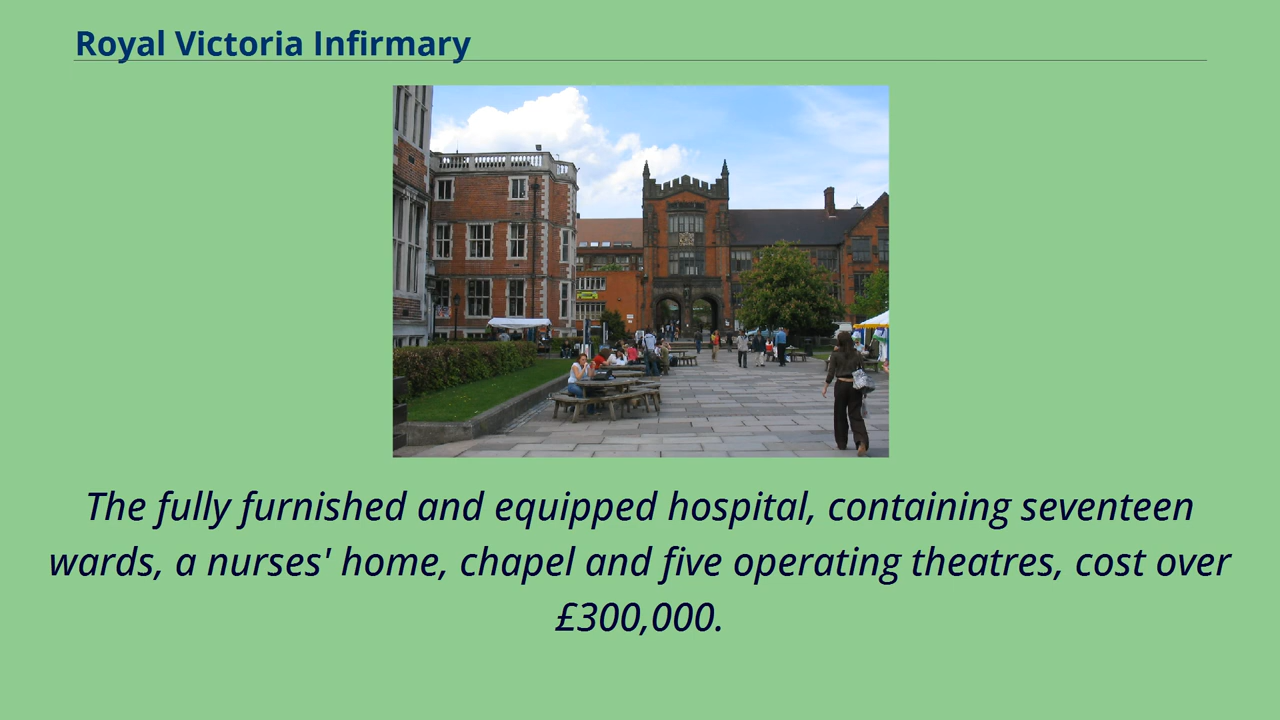 Royal Victoria Infirmary
The fully furnished and equipped hospital, containing seventeen
wards, a nurses' home, chapel and five operating theatres, cost over
£300,000.